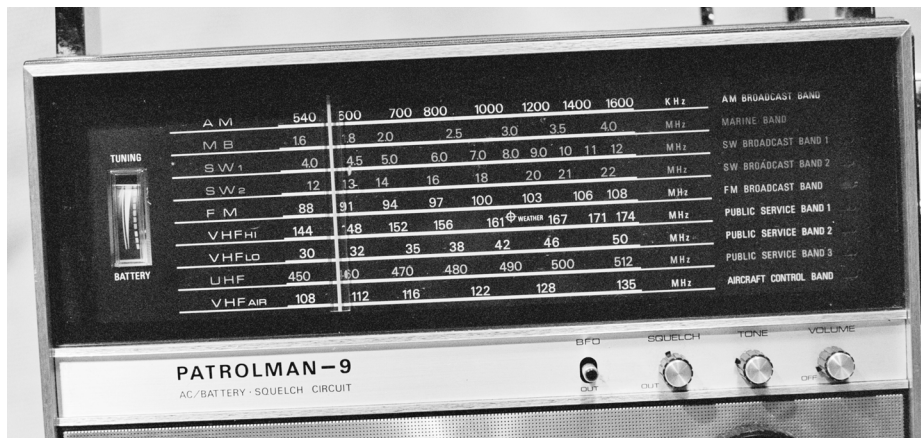 AM 540 600 700 800 1000 1200 1400 1600 KHz AM BROADCAST BAND
MB 1.6 1.8 2.0 2.5 3.0 3.5 4.0 MHz MARINE BAND
TUNING
SW1 4.0 4.5 5.0 6.0 7.0 8.0 9.0 10 11 12 MHz SW BROADCAST BAND 1
SW2 12 13 14 16 18 20 21 22 MHz SW BROADCAST BAND 2
FM 88 91 94 97 100 103 106 108 MHz FM BROADCAST BAND
VHF HI 144 148 152 156 161 WEATHER 167 171 174 MHz PUBLIC SERVICE BAND 1
VHF LO 30 32 35 38 42 46 50 MHz PUBLIC SERVICE BAND 2
BATTERY
UHF 450 460 470 480 490 500 512 MHz PUBLIC SERVICE BAND 3
VHF AIR 108 112 116 122 128 135 MHz AIRCRAFT CONTROL BAND
BFO SQUELCH TONE VOLUME
PATROLMAN–9
OUT OUT OFF
AC/BATTERY · SQUELCH CIRCUIT